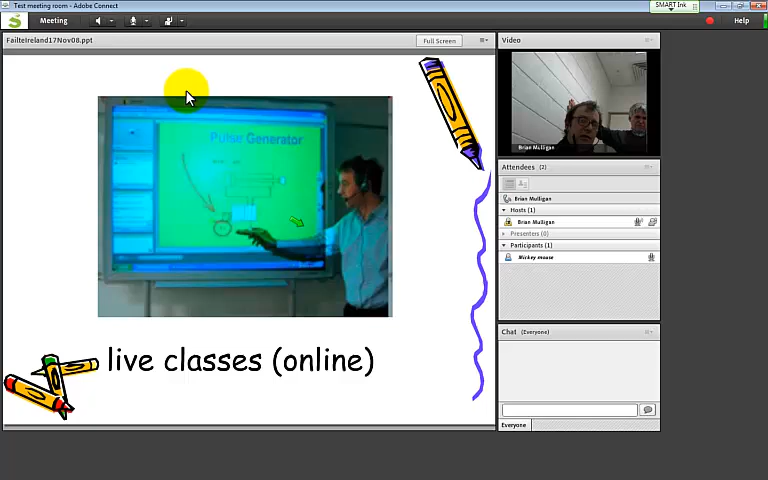 Test meeting room - Adobe Connect
SMART Ink
Meeting
Help
FailteIreland17Nov08.ppt
Full Screen
Pulse Generator
live classes (online)
Video
Brian Mulligan
Attendees (2)
Brian Mulligan
Hosts (1)
Brian Mulligan
Presenters (0)
Participants (1)
Mickey mouse
Chat (Everyone)
Everyone